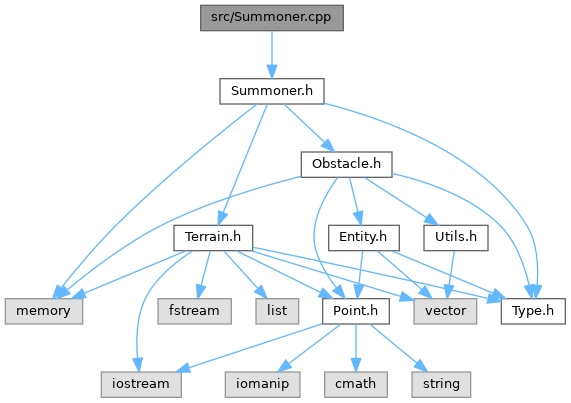 src/Summoner.cpp
Summoner.h
Obstacle.h
Terrain.h
Entity.h
Utils.h
memory
fstream
list
Point.h
vector
Type.h
iostream
iomanip
cmath
string